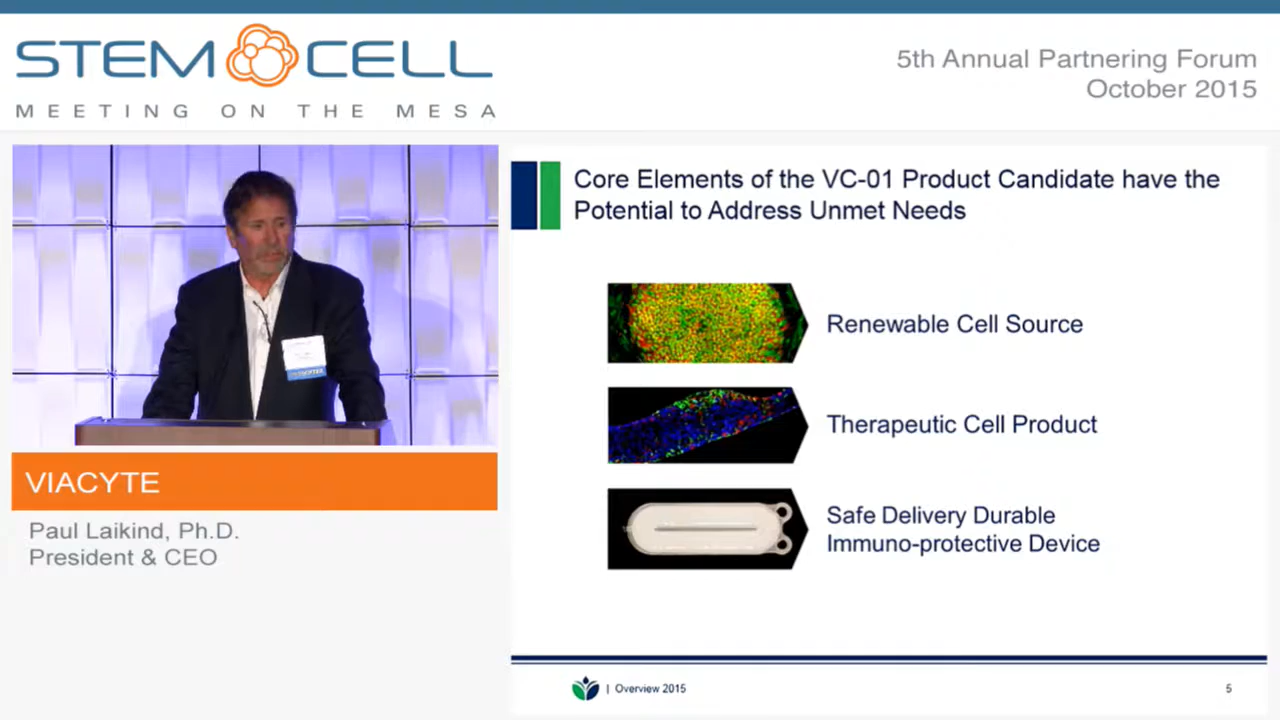 STEM CELL
MEETING ON THE MESA
5th Annual Partnering Forum
October 2015
VIACYTE
Paul Laikind, Ph.D.
President & CEO
Core Elements of the VC-01 Product Candidate have the
Potential to Address Unmet Needs
Renewable Cell Source
Therapeutic Cell Product
Safe Delivery Durable
Immuno-protective Device
| Overview 2015
5